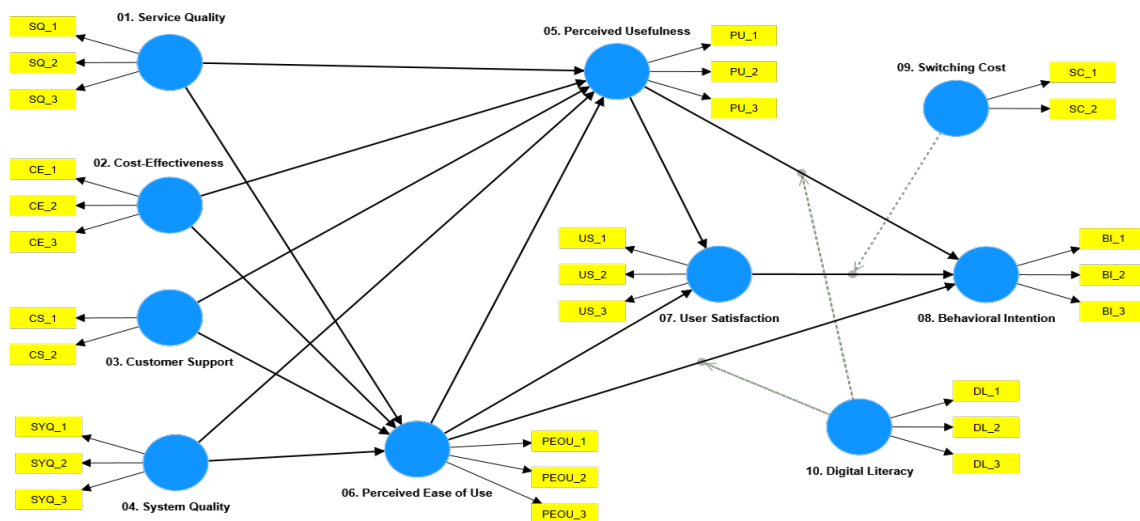 01. Service Quality
SQ_1
SQ_2
SQ_3
02. Cost-Effectiveness
CE_1
CE_2
CE_3
CS_1
CS_2
03. Customer Support
SYQ_1
SYQ_2
SYQ_3
04. System Quality
05. Perceived Usefulness
PU_1
PU_2
PU_3
PEOU_1
PEOU_2
PEOU_3
06. Perceived Ease of Use
US_1
US_2
US_3
07. User Satisfaction
09. Switching Cost
SC_1
SC_2
BI_1
BI_2
BI_3
08. Behavioral Intention
DL_1
DL_2
DL_3
10. Digital Literacy